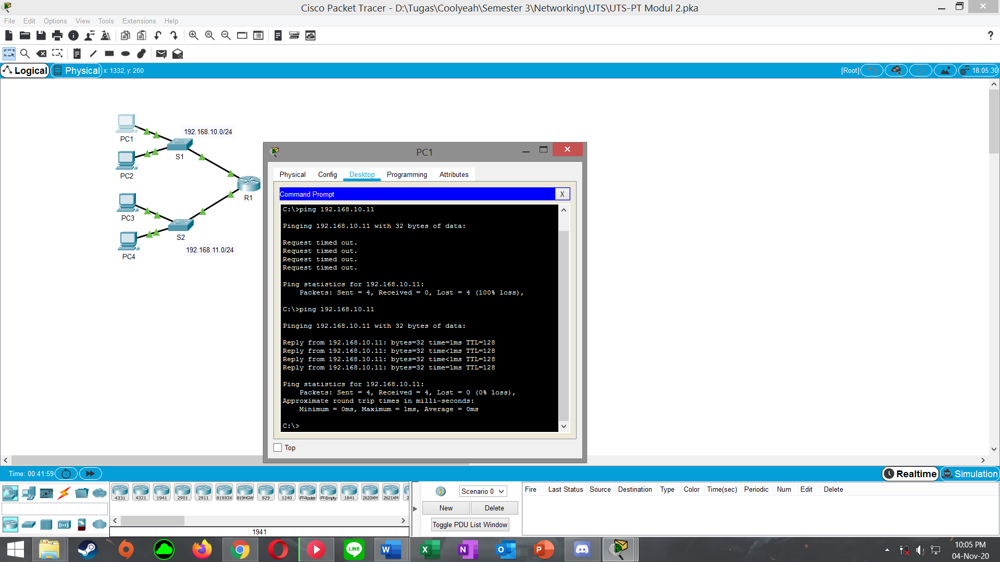 Cisco Packet Tracer - D:\Tugas\Coolyeah\Semester 3\Networking\UTS\UTS-PT Modul 2.pka
File Edit Options View Tools Extensions Help
?
Logical Physical x: 1332, y: 260 [Root] 18:05:30
PC1
192.168.10.0/24
S1
PC2
R1
PC3
S2
192.168.11.0/24
PC4
PC1
Physical Config Desktop Programming Attributes
Command Prompt X
C:\>ping 192.168.10.11
Pinging 192.168.10.11 with 32 bytes of data:
Request timed out.
Request timed out.
Request timed out.
Request timed out.
Ping statistics for 192.168.10.11:
Packets: Sent = 4, Received = 0, Lost = 4 (100% loss),
C:\>ping 192.168.10.11
Pinging 192.168.10.11 with 32 bytes of data:
Reply from 192.168.10.11: bytes=32 time=1ms TTL=128
Reply from 192.168.10.11: bytes=32 time<1ms TTL=128
Reply from 192.168.10.11: bytes=32 time<1ms TTL=128
Reply from 192.168.10.11: bytes=32 time=1ms TTL=128
Ping statistics for 192.168.10.11:
Packets: Sent = 4, Received = 4, Lost = 0 (0% loss),
Approximate round trip times in milli-seconds:
Minimum = 0ms, Maximum = 1ms, Average = 0ms
C:\>
Top
Time: 00:41:59 Realtime Simulation
4331 4321 1941 2901 2911 819IOX 819HGW 829 1240 PT-Router PT-Empty 1841 2620XM 2621XM 2
1941
1 Scenario 0
New Delete
Toggle PDU List Window
Fire Last Status Source Destination Type Color Time(sec) Periodic Num Edit Delete
LINE W X N O P
10:05 PM
04-Nov-20